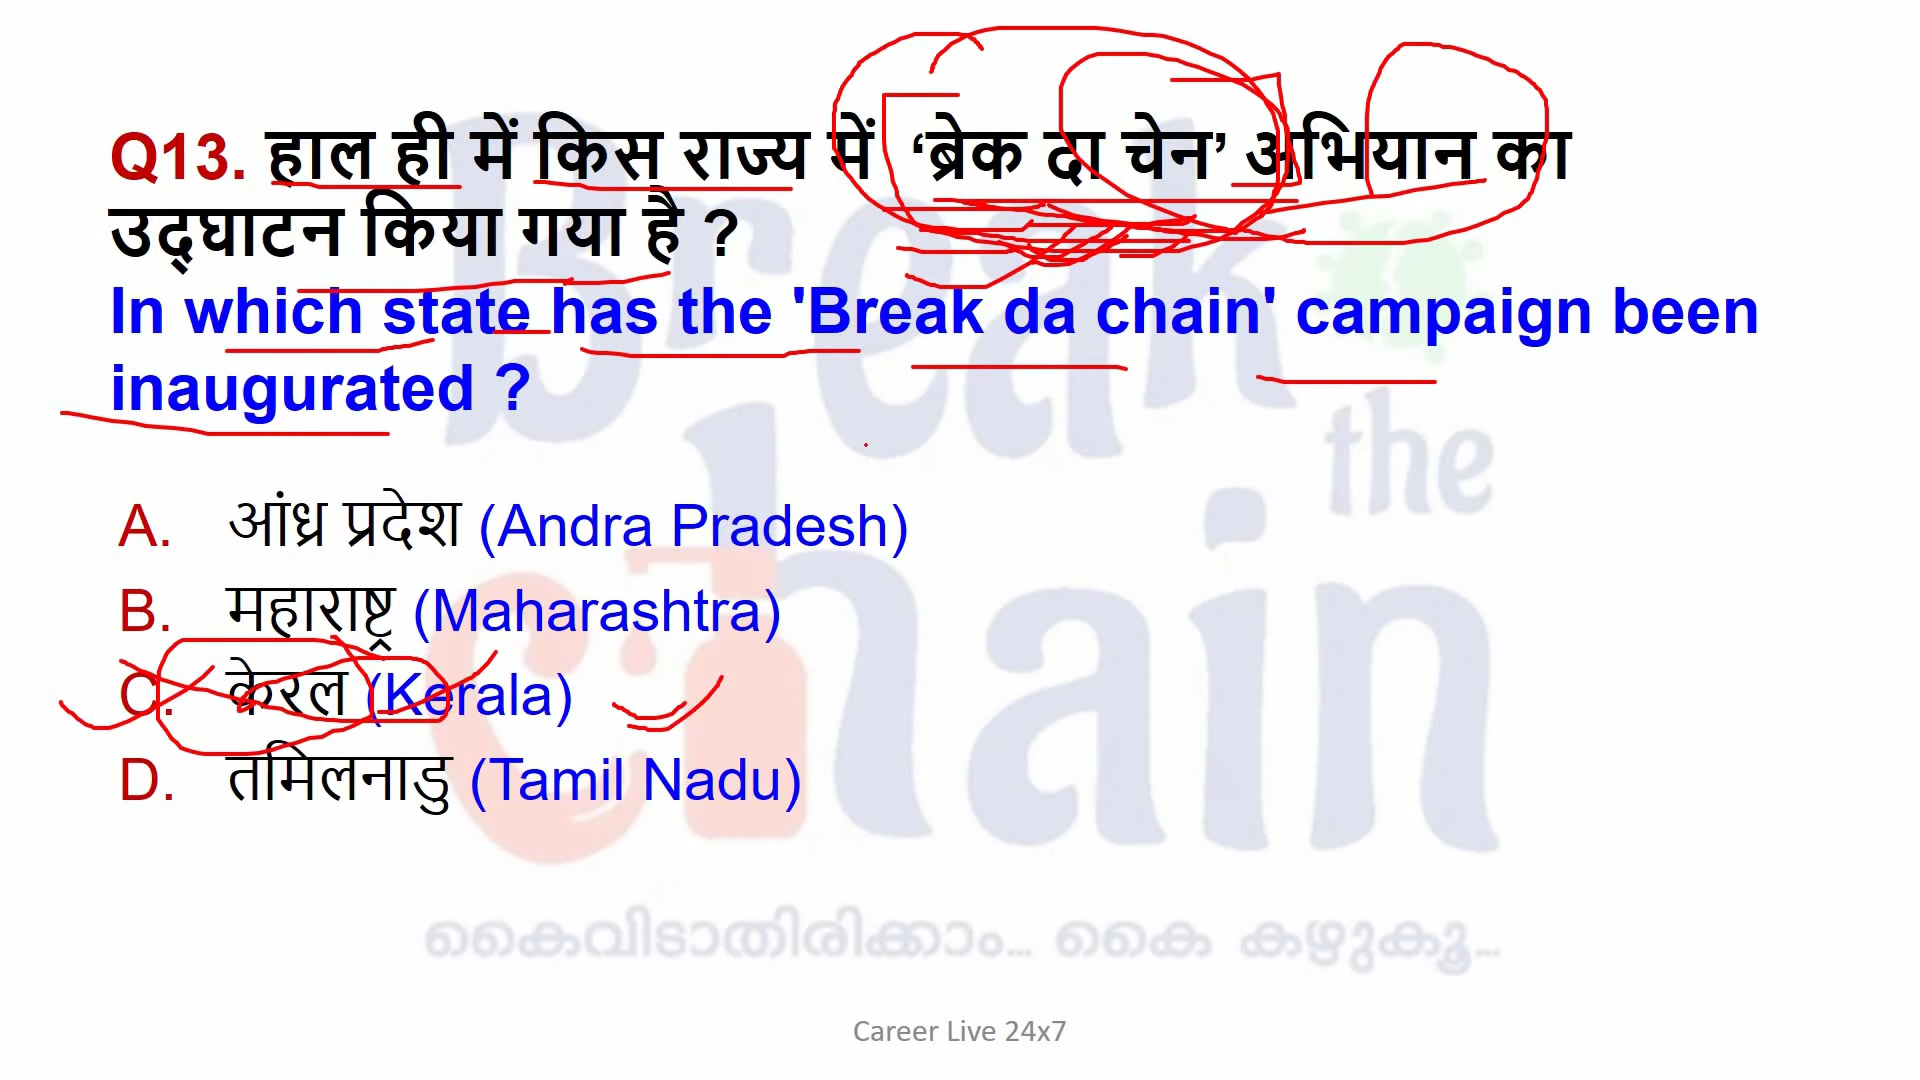 Q13. हाल ही में किस राज्य में ‘ब्रेक दा चेन’ अभियान का
उद्घाटन किया गया है ?
In which state has the 'Break da chain' campaign been
inaugurated ?
A. आंध्र प्रदेश (Andra Pradesh)
B. महाराष्ट्र (Maharashtra)
C. केरल (Kerala)
D. तमिलनाडु (Tamil Nadu)
Break
the
chain
കൈവിടാതിരിക്കാം... കൈ കഴുകൂ...
Career Live 24x7